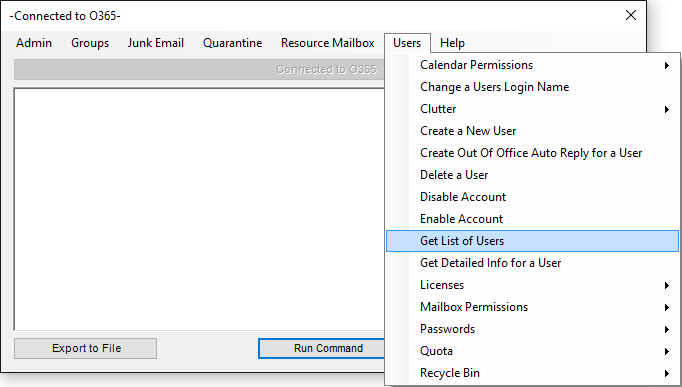 -Connected to O365-
Admin Groups Junk Email Quarantine Resource Mailbox Users Help
Connected to O365
Calendar Permissions
Change a Users Login Name
Clutter
Create a New User
Create Out Of Office Auto Reply for a User
Delete a User
Disable Account
Enable Account
Get List of Users
Get Detailed Info for a User
Licenses
Mailbox Permissions
Passwords
Quota
Recycle Bin
Export to File Run Command